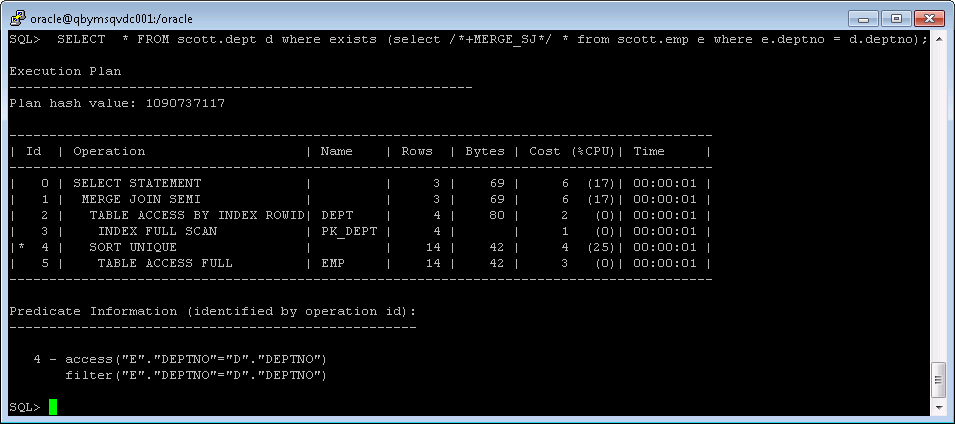 oracle@qbymsqvdc001:/oracle
SQL>  SELECT  * FROM scott.dept d where exists (select /*+MERGE_SJ*/ * from scott.emp e where e.deptno = d.deptno);
Execution Plan
----------------------------------------------------------
Plan hash value: 1090737117
----------------------------------------------------------------------------------------
| Id  | Operation                    | Name    | Rows  | Bytes | Cost (%CPU)| Time     |
----------------------------------------------------------------------------------------
|   0 | SELECT STATEMENT             |         |     3 |    69 |     6  (17)| 00:00:01 |
|   1 |  MERGE JOIN SEMI             |         |     3 |    69 |     6  (17)| 00:00:01 |
|   2 |   TABLE ACCESS BY INDEX ROWID| DEPT    |     4 |    80 |     2   (0)| 00:00:01 |
|   3 |    INDEX FULL SCAN           | PK_DEPT |     4 |       |     1   (0)| 00:00:01 |
|*  4 |   SORT UNIQUE                |         |    14 |    42 |     4  (25)| 00:00:01 |
|   5 |    TABLE ACCESS FULL         | EMP     |    14 |    42 |     3   (0)| 00:00:01 |
----------------------------------------------------------------------------------------
Predicate Information (identified by operation id):
---------------------------------------------------
   4 - access("E"."DEPTNO"="D"."DEPTNO")
       filter("E"."DEPTNO"="D"."DEPTNO")
SQL>